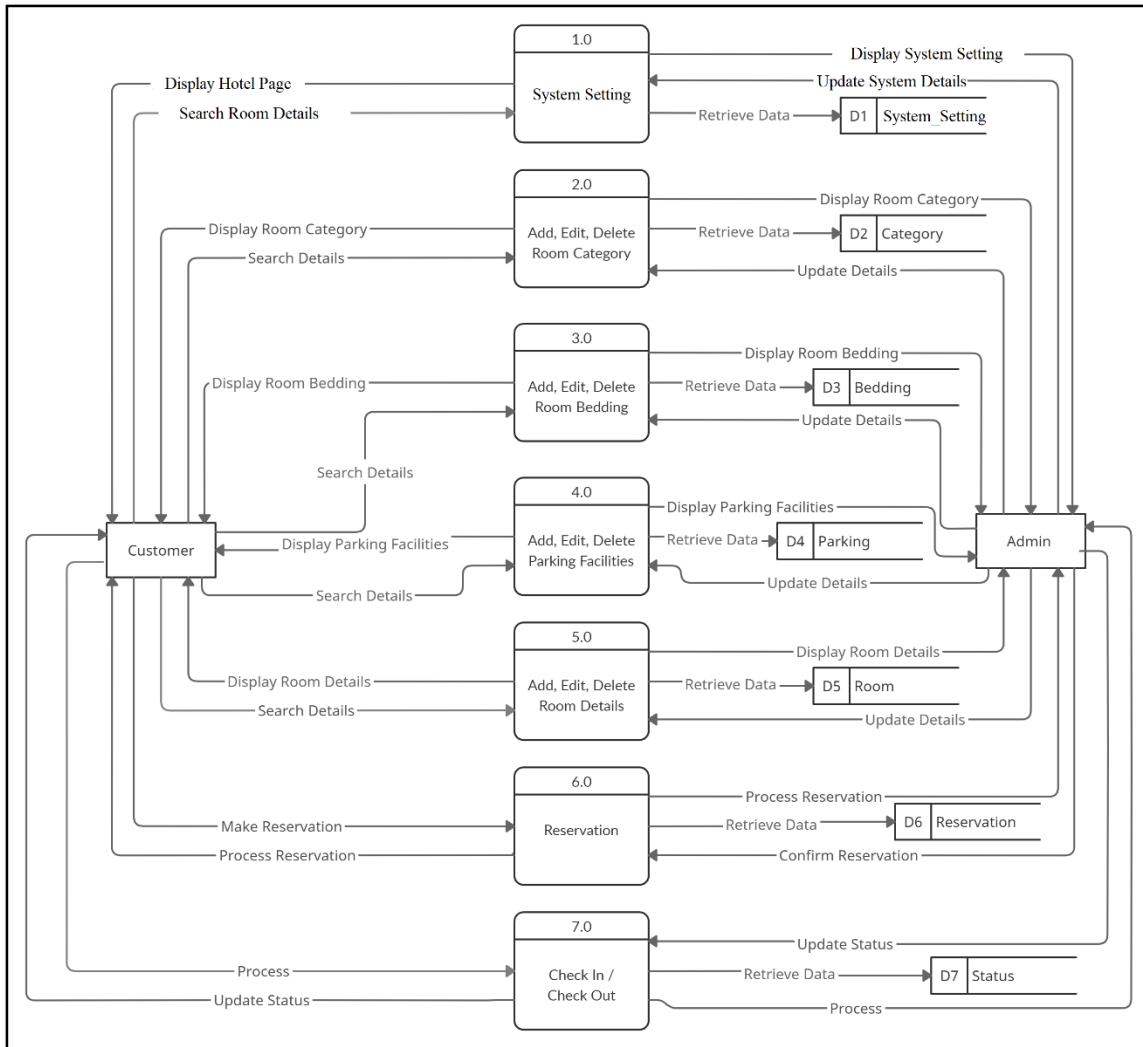 1.0
System Setting
Display System Setting
Display Hotel Page
Update System Details
Search Room Details
Retrieve Data
D1
System_Setting
2.0
Add, Edit, Delete
Room Category
Display Room Category
Display Room Category
Retrieve Data
D2
Category
Search Details
Update Details
3.0
Add, Edit, Delete
Room Bedding
Display Room Bedding
Display Room Bedding
Retrieve Data
D3
Bedding
Update Details
Search Details
4.0
Add, Edit, Delete
Parking Facilities
Display Parking Facilities
Customer
Display Parking Facilities
Retrieve Data
D4
Parking
Admin
Search Details
Update Details
5.0
Add, Edit, Delete
Room Details
Display Room Details
Display Room Details
Retrieve Data
D5
Room
Search Details
Update Details
6.0
Reservation
Process Reservation
Make Reservation
Retrieve Data
D6
Reservation
Process Reservation
Confirm Reservation
7.0
Check In /
Check Out
Update Status
Process
Retrieve Data
D7
Status
Update Status
Process